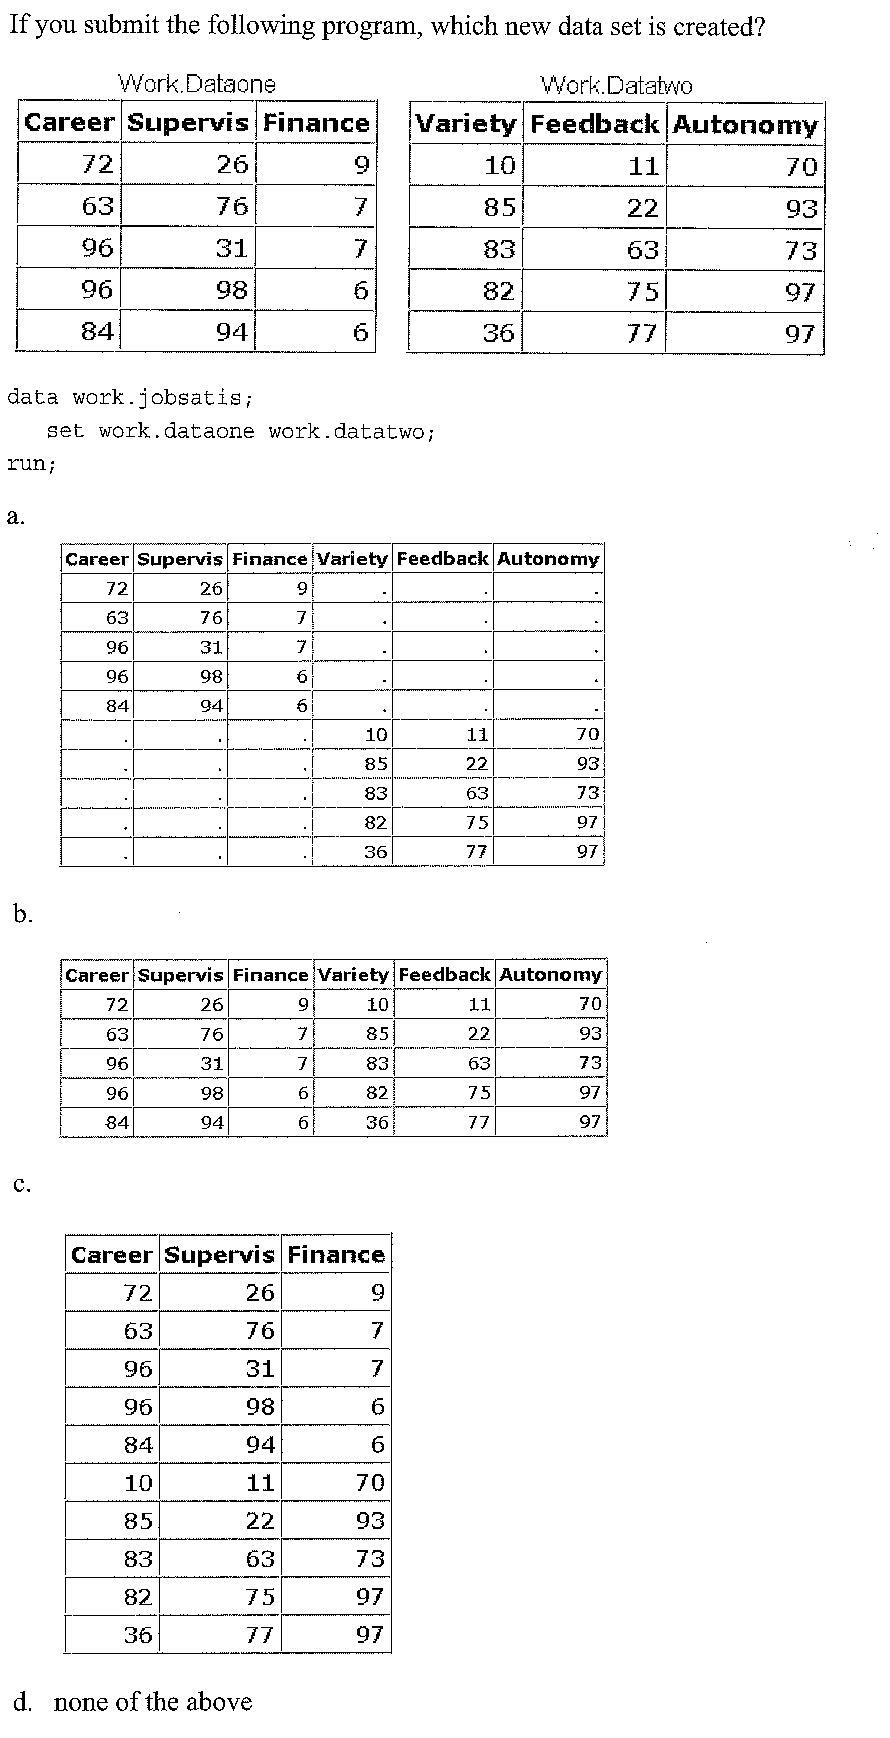 If you submit the following program, which new data set is created?
Work.Dataone
Career Supervis Finance
72 26 9
63 76 7
96 31 7
96 98 6
84 94 6
Work.Datatwo
Variety Feedback Autonomy
10 11 70
85 22 93
83 63 73
82 75 97
36 77 97
data work.jobsatis;
set work.dataone work.datatwo;
run;
a.
Career Supervis Finance Variety Feedback Autonomy
72 26 9 . . .
63 76 7 . . .
96 31 7 . . .
96 98 6 . . .
84 94 6 . . .
. . . 10 11 70
. . . 85 22 93
. . . 83 63 73
. . . 82 75 97
. . . 36 77 97
b.
Career Supervis Finance Variety Feedback Autonomy
72 26 9 10 11 70
63 76 7 85 22 93
96 31 7 83 63 73
96 98 6 82 75 97
84 94 6 36 77 97
c.
Career Supervis Finance
72 26 9
63 76 7
96 31 7
96 98 6
84 94 6
10 11 70
85 22 93
83 63 73
82 75 97
36 77 97
d. none of the above